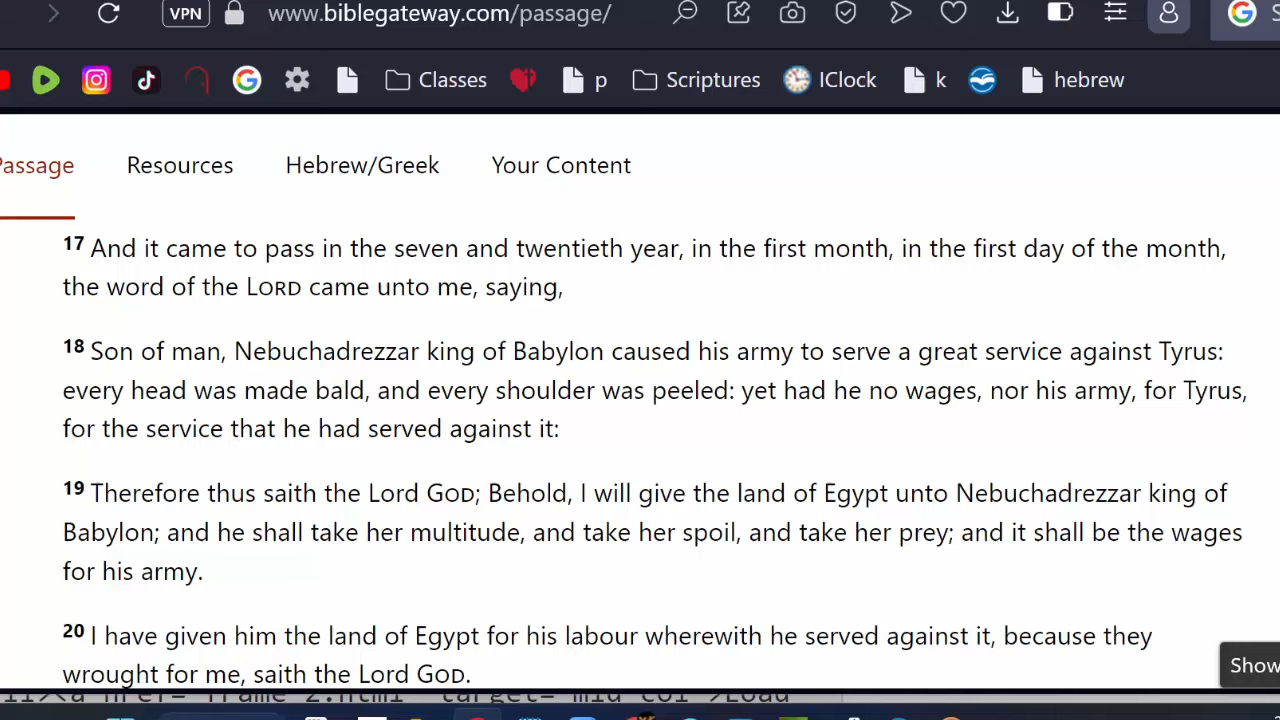 VPN www.biblegateway.com/passage/
Classes p Scriptures IClock k hebrew
Passage Resources Hebrew/Greek Your Content
17 And it came to pass in the seven and twentieth year, in the first month, in the first day of the month,
the word of the LORD came unto me, saying,
18 Son of man, Nebuchadrezzar king of Babylon caused his army to serve a great service against Tyrus:
every head was made bald, and every shoulder was peeled: yet had he no wages, nor his army, for Tyrus,
for the service that he had served against it:
19 Therefore thus saith the Lord GOD; Behold, I will give the land of Egypt unto Nebuchadrezzar king of
Babylon; and he shall take her multitude, and take her spoil, and take her prey; and it shall be the wages
for his army.
20 I have given him the land of Egypt for his labour wherewith he served against it, because they
wrought for me, saith the Lord GOD.
Show